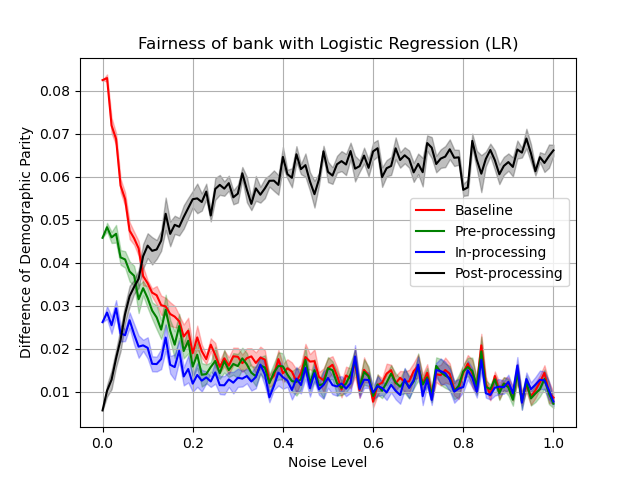 Fairness of bank with Logistic Regression (LR)
Difference of Demographic Parity
0.08
0.07
0.06
0.05
0.04
0.03
0.02
0.01
Baseline
Pre-processing
In-processing
Post-processing
0.0 0.2 0.4 0.6 0.8 1.0
Noise Level